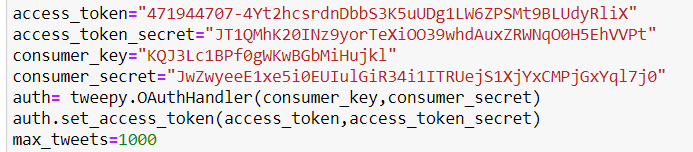 access_token="471944707-4Yt2hcsrdnDbbS3K5uUDg1LW6ZPSMt9BLUdyRliX"
access_token_secret="JT1QMhK20INz9yorTeXiOO39whdAuxZRWNqO0H5EhVVPt"
consumer_key="KQJ3Lc1BPf0gWKwBGbMiHujkl"
consumer_secret="JwZwyeeE1xe5i0EUIulGiR34i1ITRUejS1XjYxCMPjGxYql7j0"
auth= tweepy.OAuthHandler(consumer_key,consumer_secret)
auth.set_access_token(access_token,access_token_secret)
max_tweets=1000